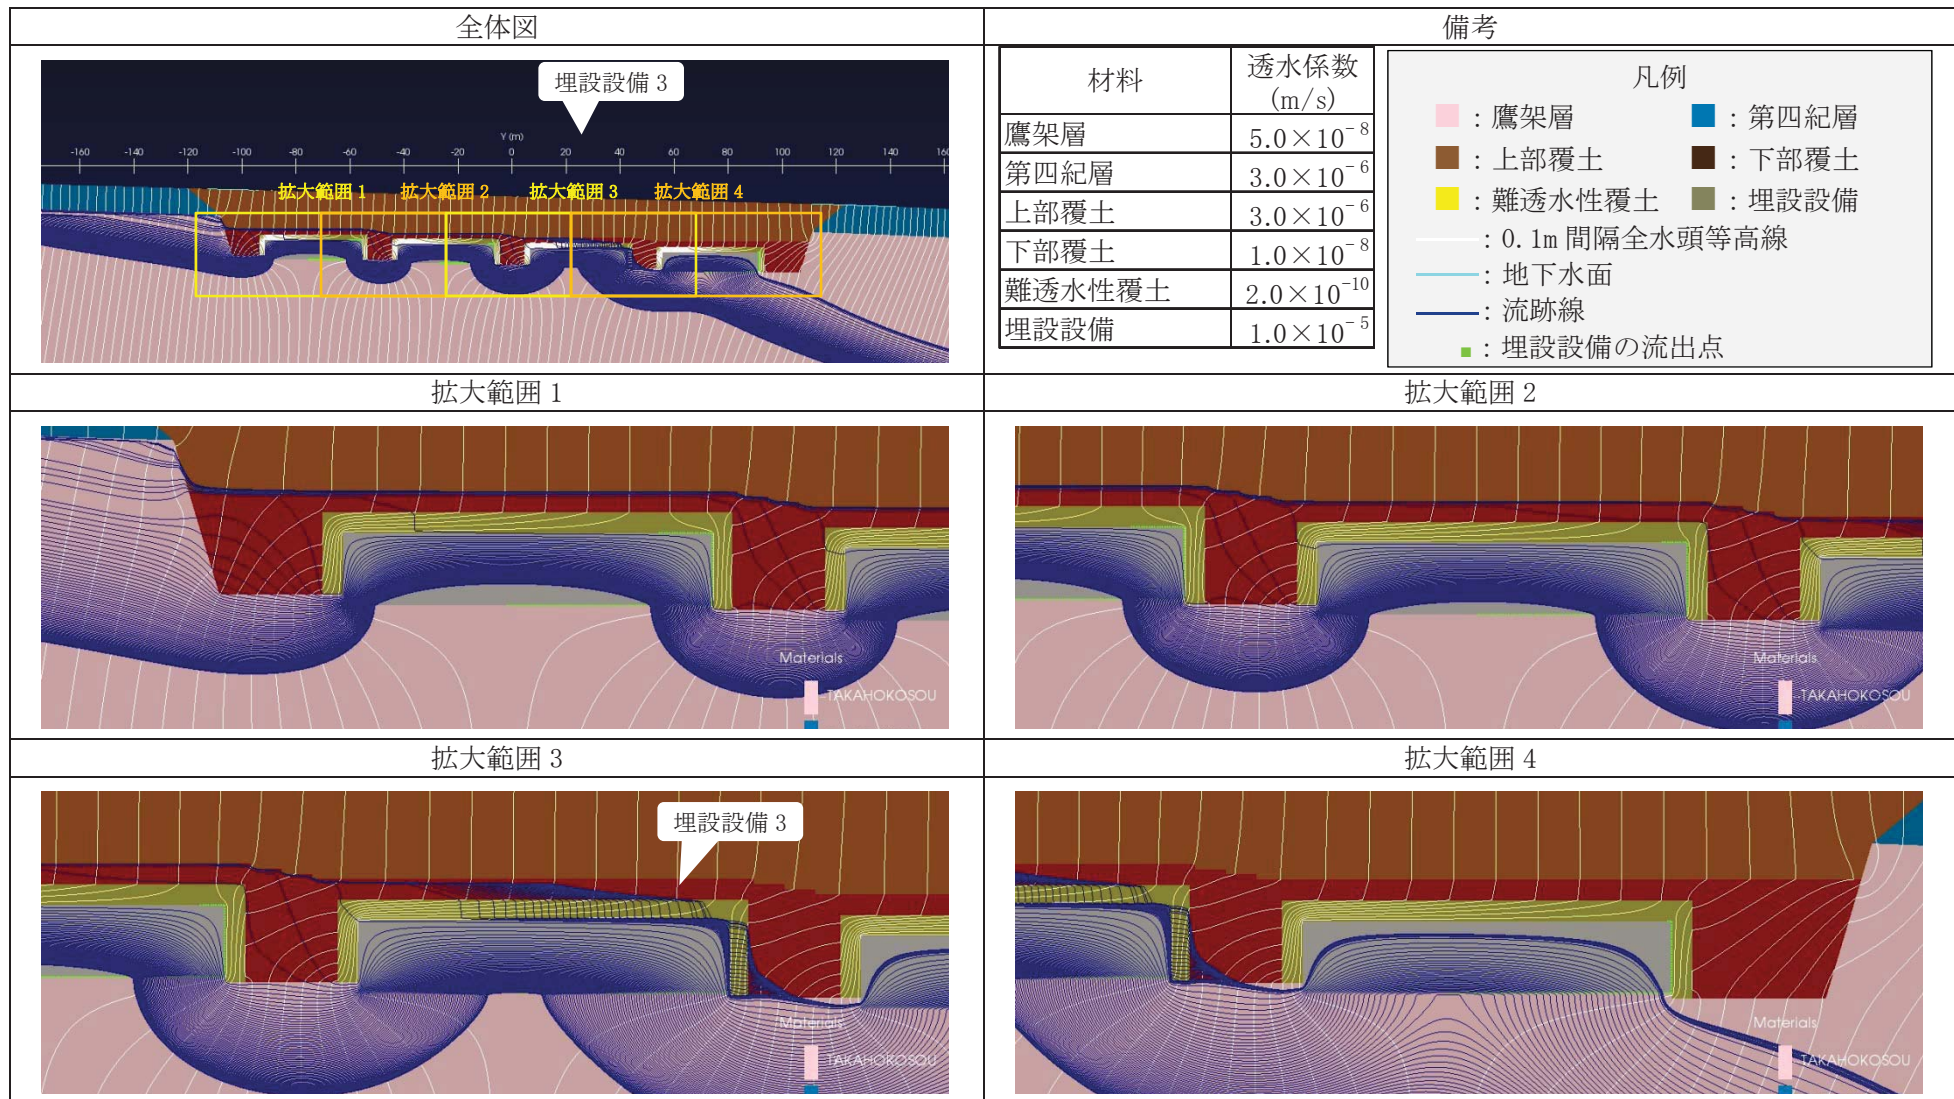 全体図
備考
埋設設備 3
Y (m)
-160 -140 -120 -100 -80 -60 -40 -20 0 20 40 60 80 100 120 140 160
拡大範囲 1 拡大範囲 2 拡大範囲 3 拡大範囲 4
材料 透水係数 (m/s)
鷹架層 5.0×10⁻⁸
第四紀層 3.0×10⁻⁶
上部覆土 3.0×10⁻⁶
下部覆土 1.0×10⁻⁸
難透水性覆土 2.0×10⁻¹⁰
埋設設備 1.0×10⁻⁵
凡例
：鷹架層 ：第四紀層
：上部覆土 ：下部覆土
：難透水性覆土 ：埋設設備
：0.1m 間隔全水頭等高線
：地下水面
：流跡線
：埋設設備の流出点
拡大範囲 1
拡大範囲 2
Materials
TAKAHOKOSOU
Materials
TAKAHOKOSOU
拡大範囲 3
拡大範囲 4
埋設設備 3
Materials
TAKAHOKOSOU
Materials
TAKAHOKOSOU